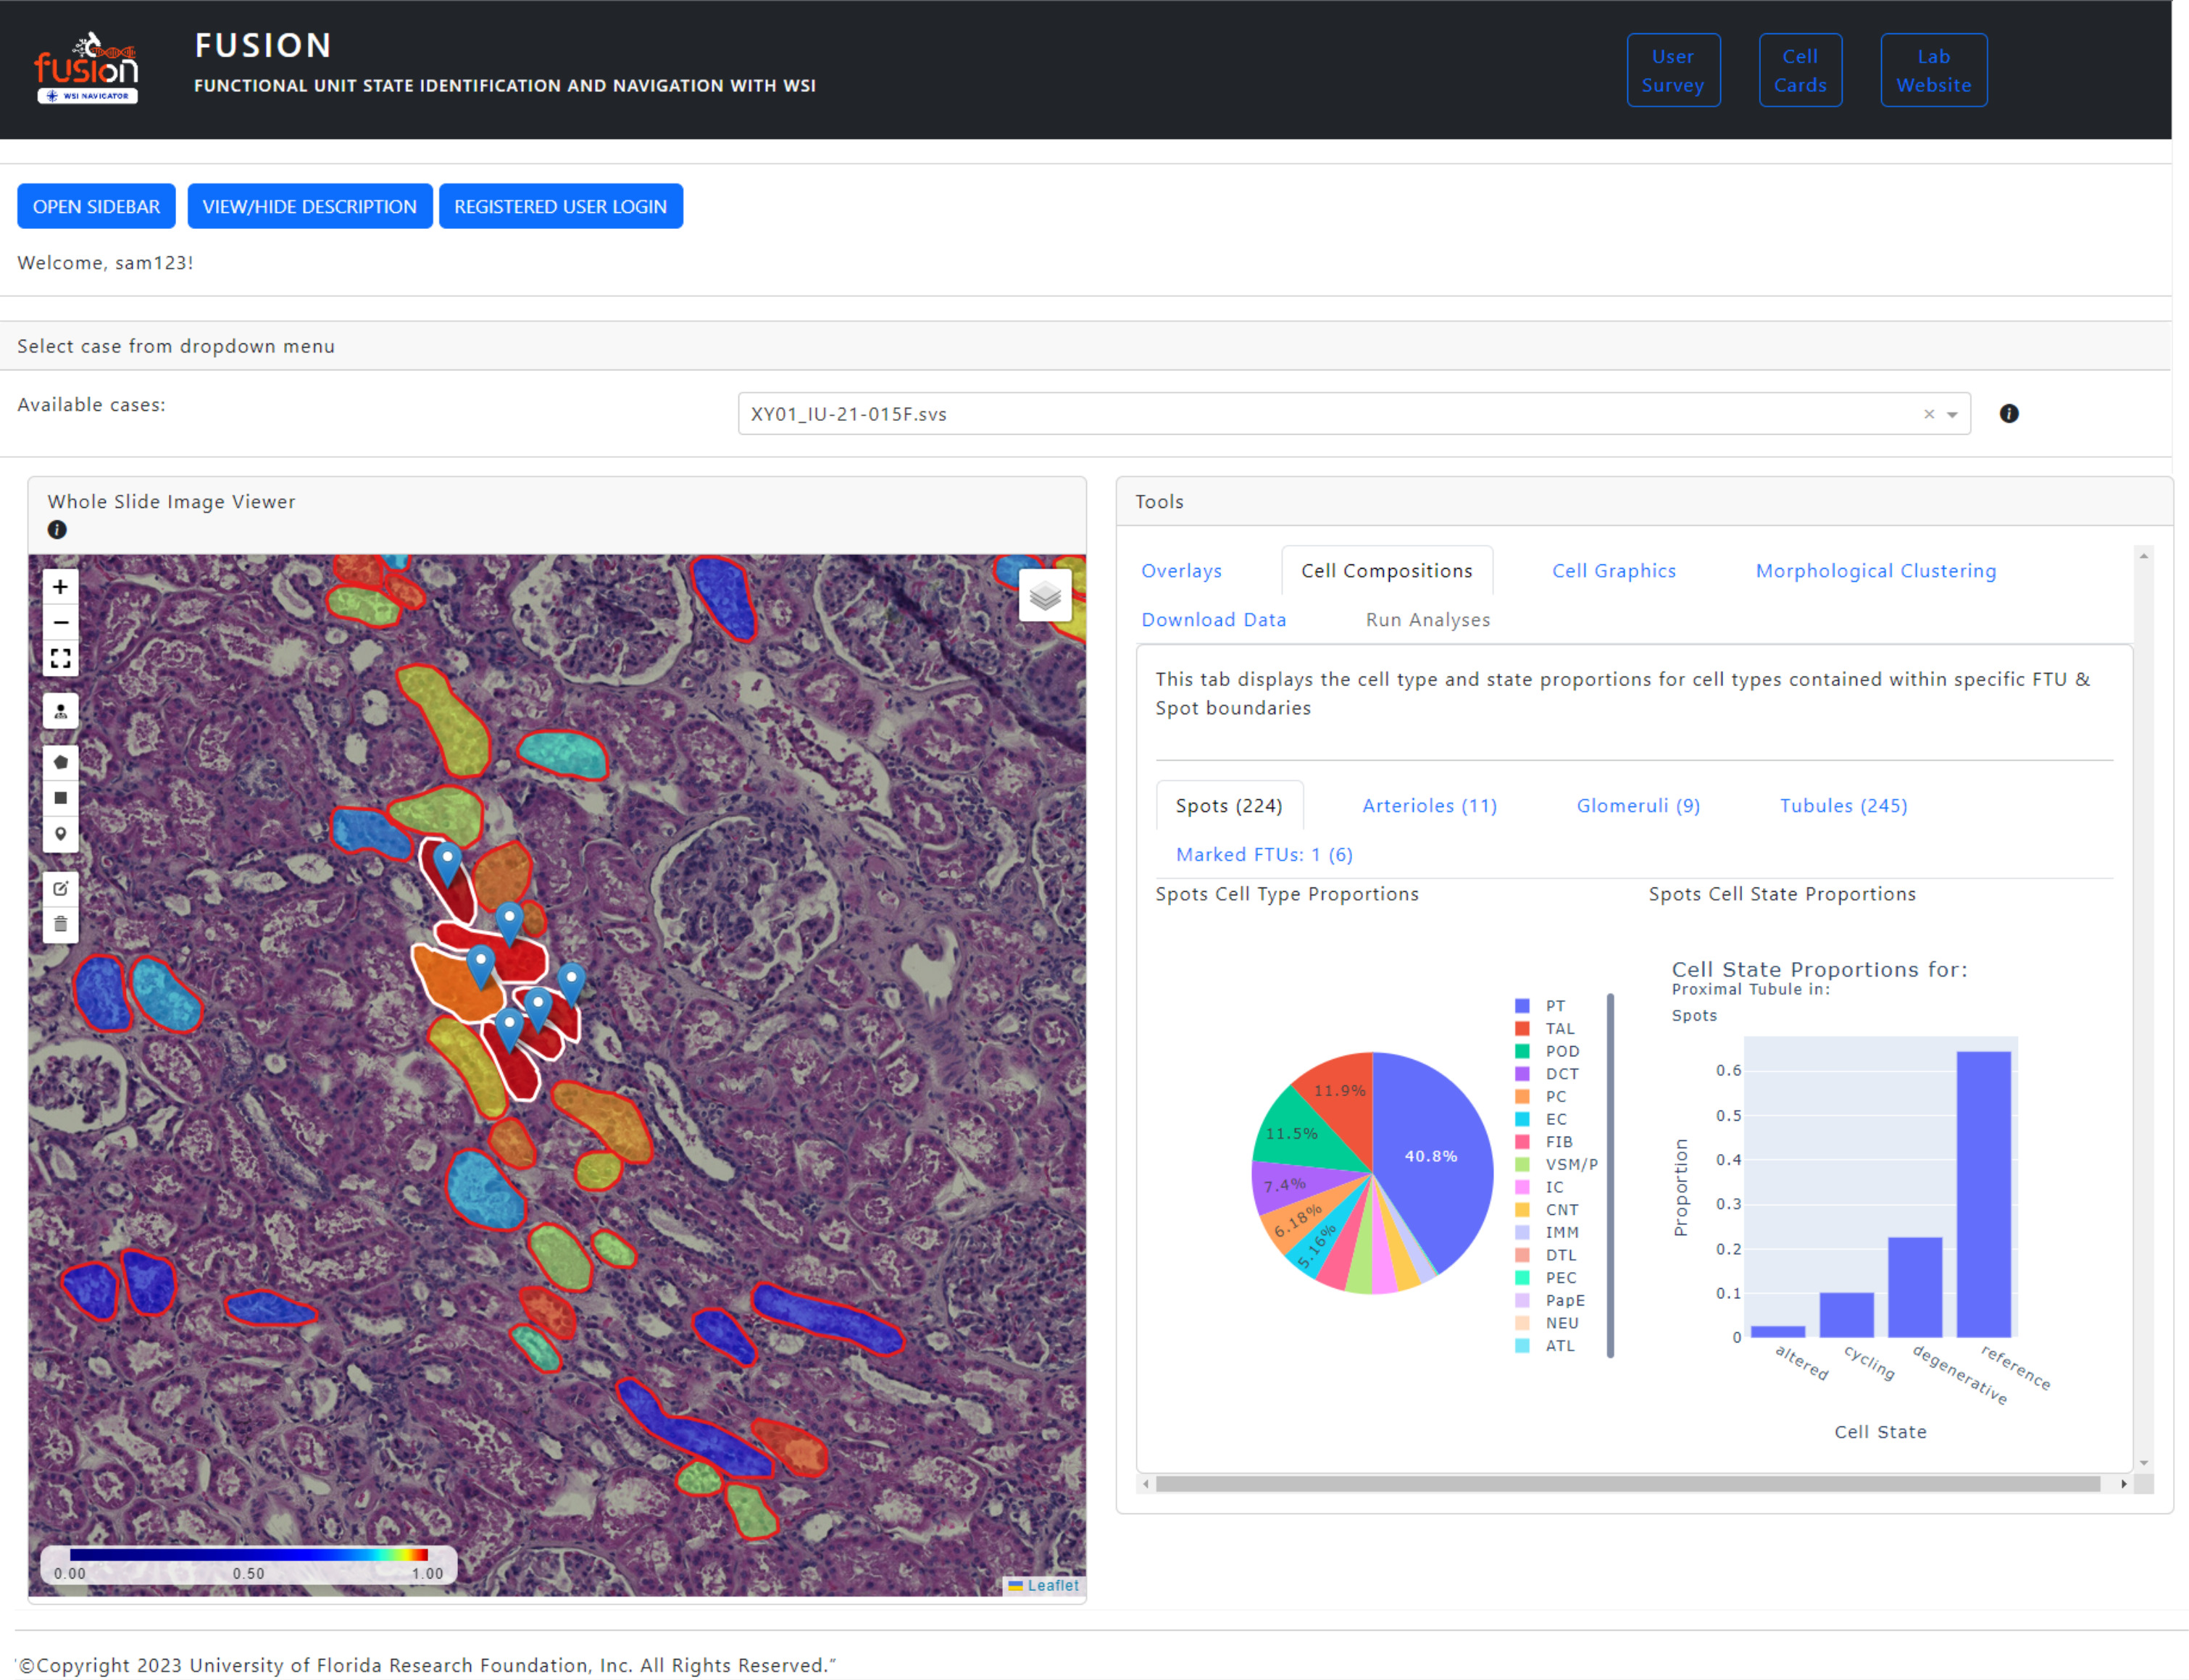 fusion
WSI NAVIGATOR
FUSION
FUNCTIONAL UNIT STATE IDENTIFICATION AND NAVIGATION WITH WSI
User
Survey
Cell
Cards
Lab
Website
OPEN SIDEBAR
VIEW/HIDE DESCRIPTION
REGISTERED USER LOGIN
Welcome, sam123!
Select case from dropdown menu
Available cases:
XY01_IU-21-015F.svs
Whole Slide Image Viewer
0.00
0.50
1.00
Leaflet
Tools
Overlays
Cell Compositions
Cell Graphics
Morphological Clustering
Download Data
Run Analyses
This tab displays the cell type and state proportions for cell types contained within specific FTU &
Spot boundaries
Spots (224)
Arterioles (11)
Glomeruli (9)
Tubules (245)
Marked FTUs: 1 (6)
Spots Cell Type Proportions
40.8%
11.9%
11.5%
7.4%
6.18%
5.16%
PT
TAL
POD
DCT
PC
EC
FIB
VSM/P
IC
CNT
IMM
DTL
PEC
PapE
NEU
ATL
Spots Cell State Proportions
Cell State Proportions for:
Proximal Tubule in:
Spots
Proportion
0.6
0.5
0.4
0.3
0.2
0.1
0
altered
cycling
degenerative
reference
Cell State
'©Copyright 2023 University of Florida Research Foundation, Inc. All Rights Reserved.”